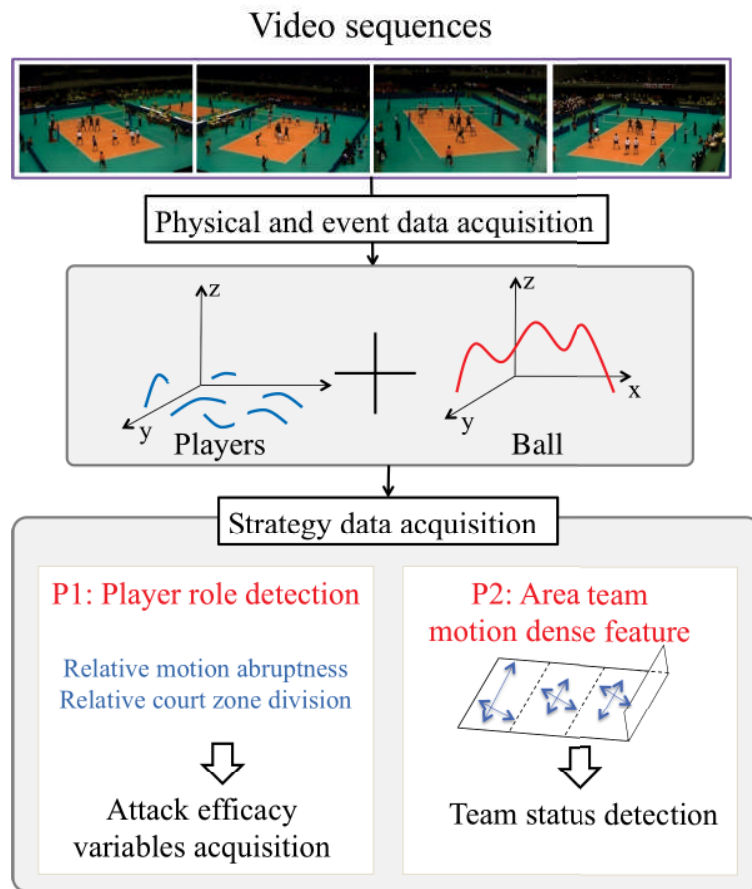 Video sequences
Physical and event data acquisition
z
y
Players
z
x
y
Ball
Strategy data acquisition
P1: Player role detection
Relative motion abruptness
Relative court zone division
Attack efficacy
variables acquisition
P2: Area team
motion dense feature
Team status detection